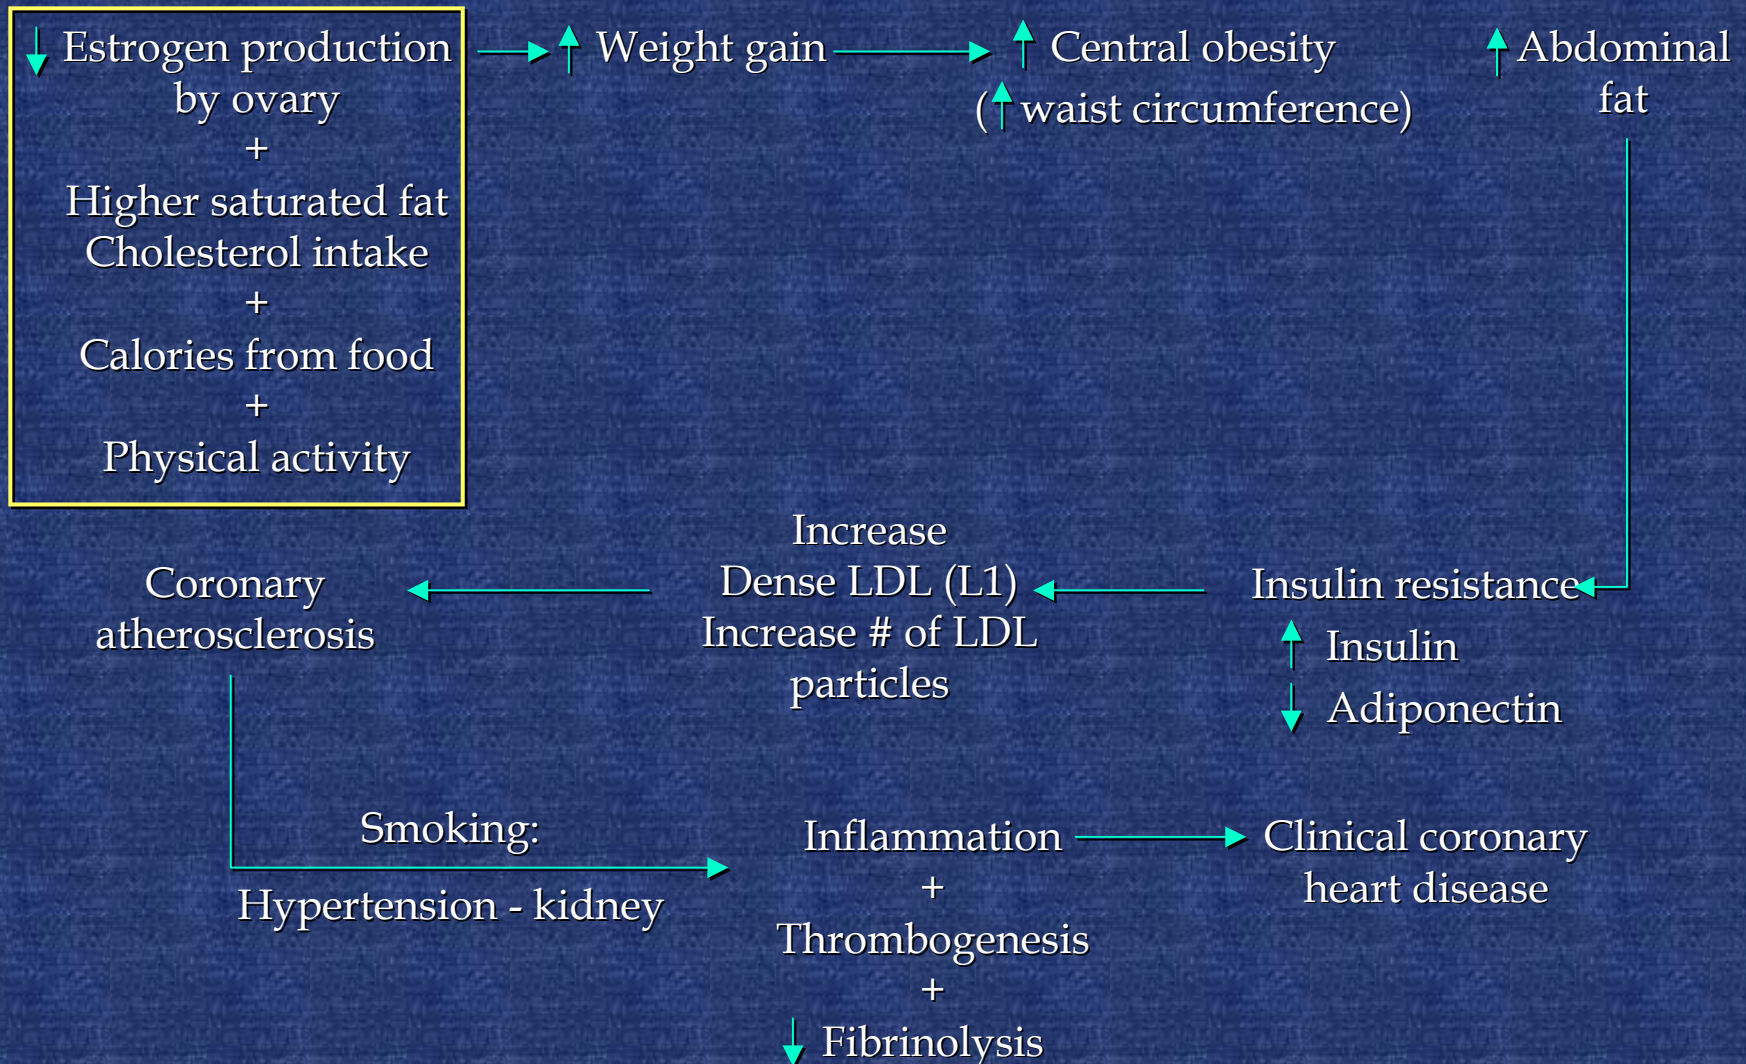 ↓ Estrogen production
by ovary
+
Higher saturated fat
Cholesterol intake
+
Calories from food
+
Physical activity
↑ Weight gain
↑ Central obesity
(↑ waist circumference)
↑ Abdominal
fat
Insulin resistance
↑ Insulin
↓ Adiponectin
Increase
Dense LDL (L1)
Increase # of LDL
particles
Coronary
atherosclerosis
Smoking:
Hypertension - kidney
Inflammation
+
Thrombogenesis
+
↓ Fibrinolysis
Clinical coronary
heart disease